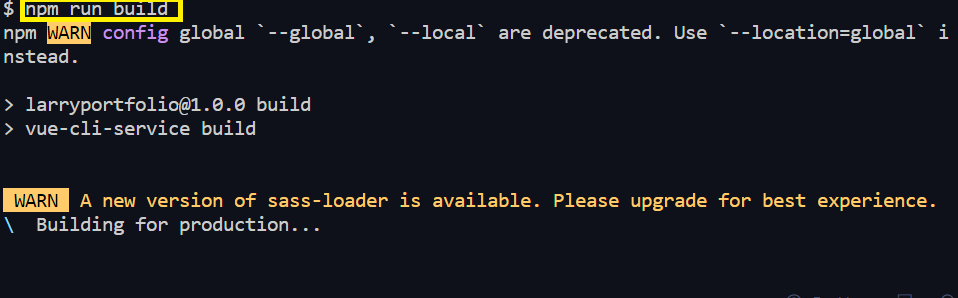 $ npm run build
npm WARN config global `--global`, `--local` are deprecated. Use `--location=global` i
nstead.
> larryportfolio@1.0.0 build
> vue-cli-service build
WARN A new version of sass-loader is available. Please upgrade for best experience.
\ Building for production...